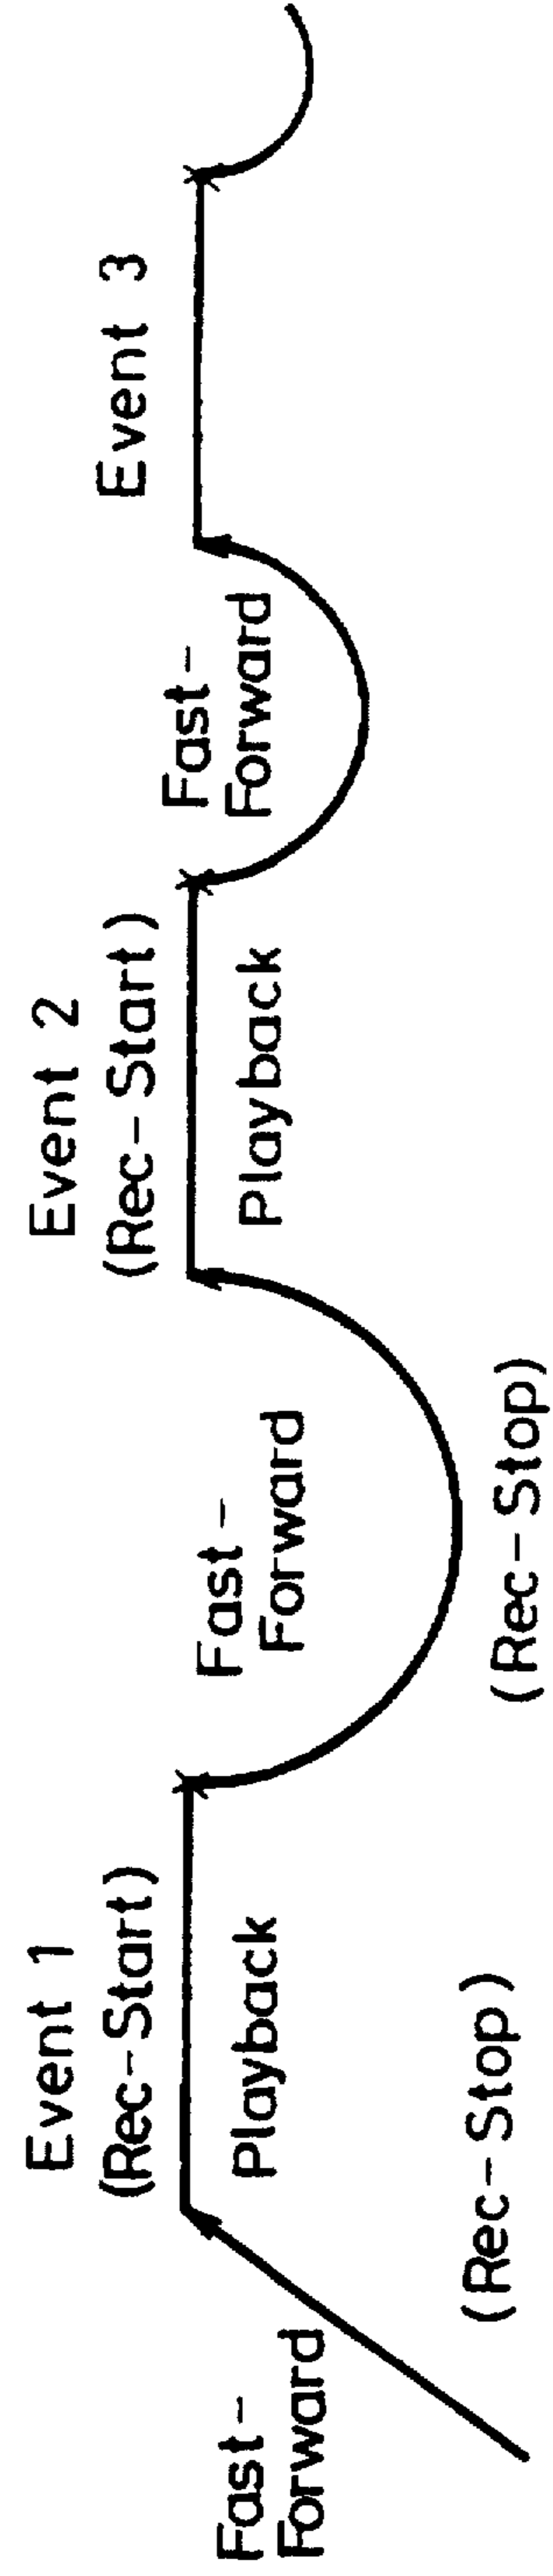 Fast-
Forward
(Rec-Stop)
Event 1
(Rec-Start)
Playback
Fast-
Forward
(Rec-Stop)
Event 2
(Rec-Start)
Playback
Fast-
Forward
Event 3